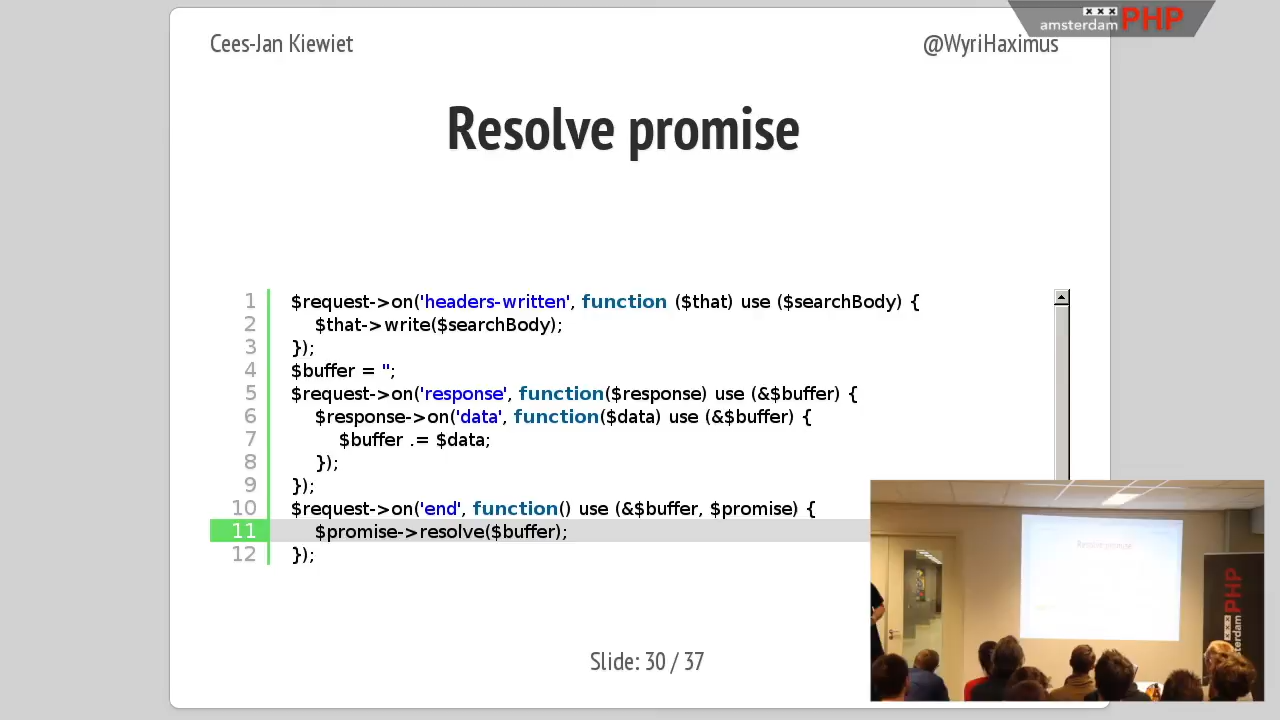 Cees-Jan Kiewiet
@WyriHaximus
amsterdamPHP
Resolve promise
1 $request->on('headers-written', function ($that) use ($searchBody) {
2 $that->write($searchBody);
3 });
4 $buffer = '';
5 $request->on('response', function($response) use (&$buffer) {
6 $response->on('data', function($data) use (&$buffer) {
7 $buffer .= $data;
8 });
9 });
10 $request->on('end', function() use (&$buffer, $promise) {
11 $promise->resolve($buffer);
12 });
Slide: 30 / 37
Resolve promise
PHP